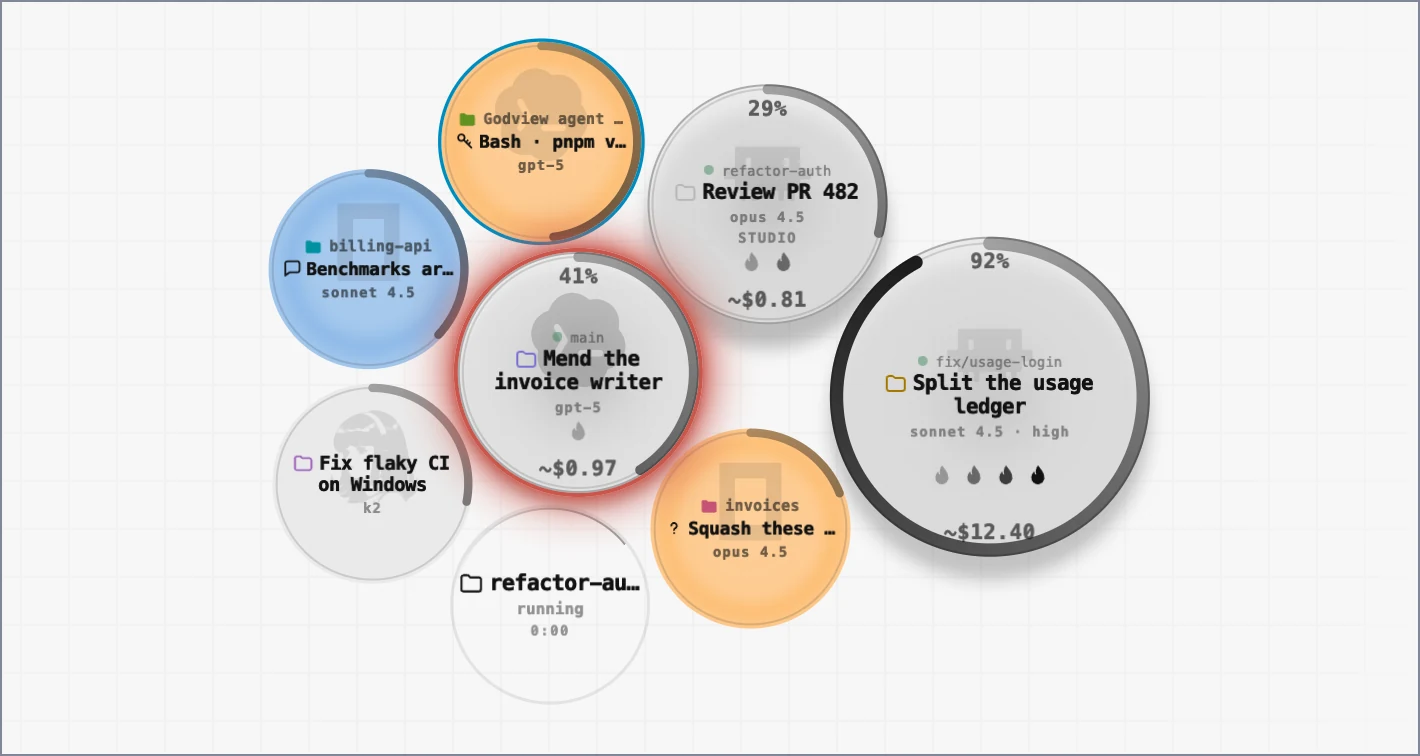 Godview agent …
Bash · pnpm v…
gpt-5
29%
refactor-auth
Review PR 482
opus 4.5
STUDIO
~$0.81
billing-api
Benchmarks ar…
sonnet 4.5
41%
main
Mend the
invoice writer
gpt-5
~$0.97
92%
fix/usage-login
Split the usage
ledger
sonnet 4.5 · high
~$12.40
Fix flaky CI
on Windows
k2
invoices
? Squash these …
opus 4.5
refactor-au…
running
0:00